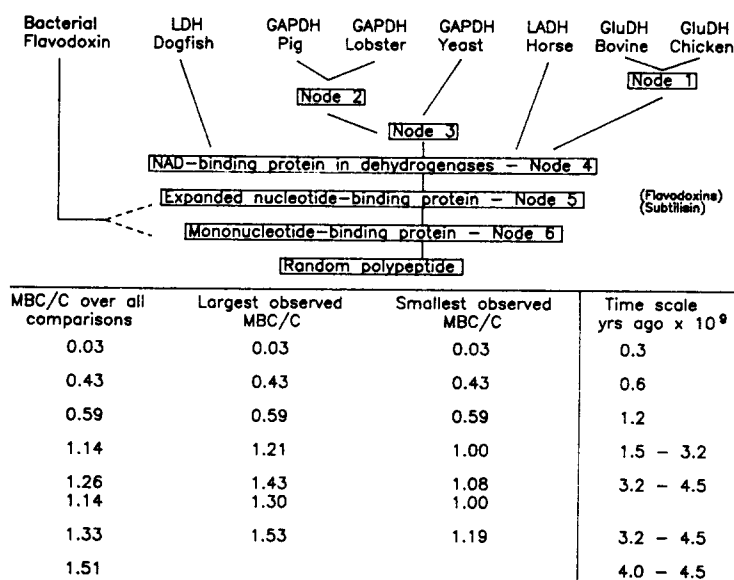 Bacterial LDH GAPDH GAPDH GAPDH LADH GluDH GluDH
Flavodoxin Dogfish Pig Lobster Yeast Horse Bovine Chicken
Node 1
Node 2
Node 3
NAD-binding protein in dehydrogenases - Node 4
Expanded nucleotide-binding protein - Node 5 (Flavodoxins)
(Subtilisin)
Mononucleotide-binding protein - Node 6
Random polypeptide
MBC/C over all Largest observed Smallest observed Time scale
comparisons MBC/C MBC/C yrs ago x 10⁹
0.03 0.03 0.03 0.3
0.43 0.43 0.43 0.6
0.59 0.59 0.59 1.2
1.14 1.21 1.00 1.5 - 3.2
1.26 1.43 1.08 3.2 - 4.5
1.14 1.30 1.00
1.33 1.53 1.19 3.2 - 4.5
1.51 4.0 - 4.5